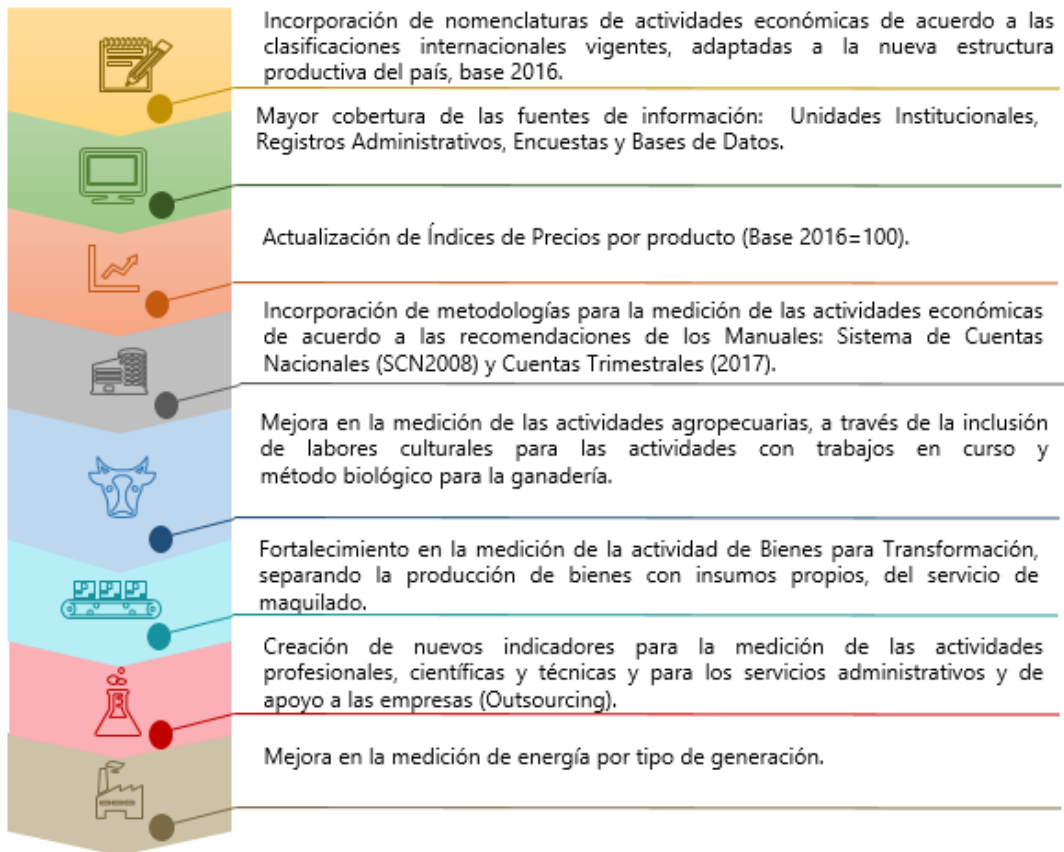 Incorporación de nomenclaturas de actividades económicas de acuerdo a las
clasificaciones internacionales vigentes, adaptadas a la nueva estructura
productiva del país, base 2016.
Mayor cobertura de las fuentes de información: Unidades Institucionales,
Registros Administrativos, Encuestas y Bases de Datos.
Actualización de Índices de Precios por producto (Base 2016=100).
Incorporación de metodologías para la medición de las actividades económicas
de acuerdo a las recomendaciones de los Manuales: Sistema de Cuentas
Nacionales (SCN2008) y Cuentas Trimestrales (2017).
Mejora en la medición de las actividades agropecuarias, a través de la inclusión
de labores culturales para las actividades con trabajos en curso y
método biológico para la ganadería.
Fortalecimiento en la medición de la actividad de Bienes para Transformación,
separando la producción de bienes con insumos propios, del servicio de
maquilado.
Creación de nuevos indicadores para la medición de las actividades
profesionales, científicas y técnicas y para los servicios administrativos y de
apoyo a las empresas (Outsourcing).
Mejora en la medición de energía por tipo de generación.